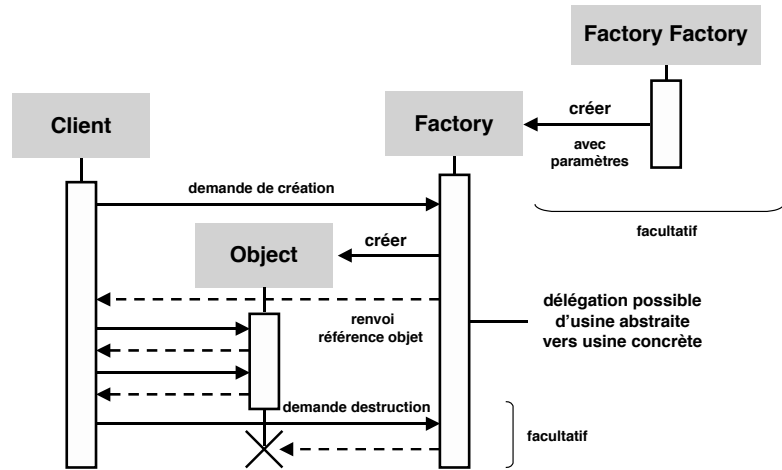 Factory Factory
Client
Factory
créer
avec
paramètres
demande de création
facultatif
Object
créer
renvoi
référence objet
délégation possible
d'usine abstraite
vers usine concrète
demande destruction
facultatif